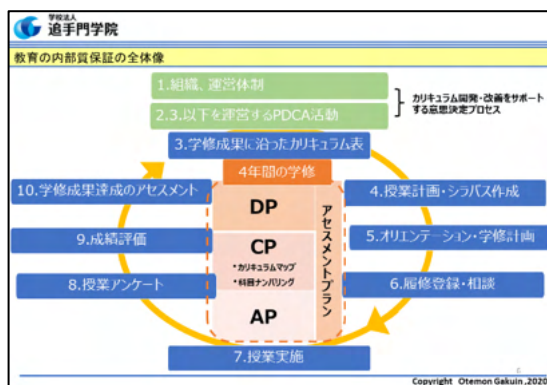 学校法人
追手門学院
教育の内部質保証の全体像
1.組織、運営体制
2.3.以下を運営するPDCA活動
カリキュラム開発・改善をサポート
する意思決定プロセス
3.学修成果に沿ったカリキュラム表
4年間の学修
10.学修成果達成のアセスメント
4.授業計画・シラバス作成
DP
アセスメントプラン
9.成績評価
5.オリエンテーション・学修計画
CP
・カリキュラムマップ
・科目ナンバリング
8.授業アンケート
6.履修登録・相談
AP
7.授業実施
Copyright Otemon Gakuin ,2020